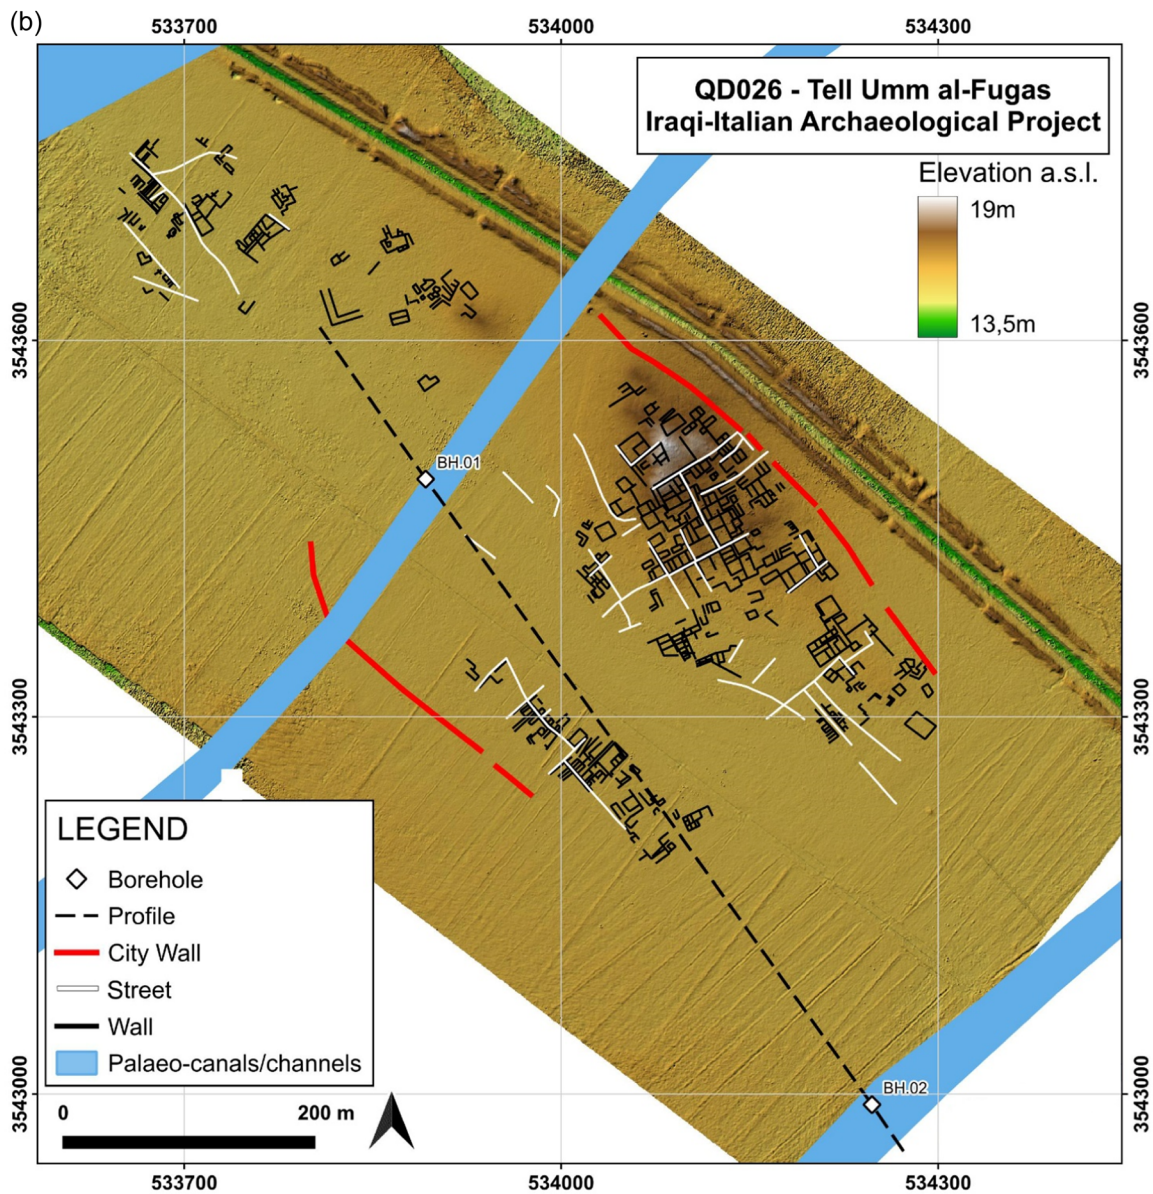 (b)
533700 534000 534300
QD026 - Tell Umm al-Fugas
Iraqi-Italian Archaeological Project
Elevation a.s.l.
19m
13,5m
3543600 3543600
BH.01
3543300 3543300
LEGEND
Borehole
Profile
City Wall
Street
Wall
Palaeo-canals/channels
BH.02
3543000 3543000
0 200 m
533700 534000 534300